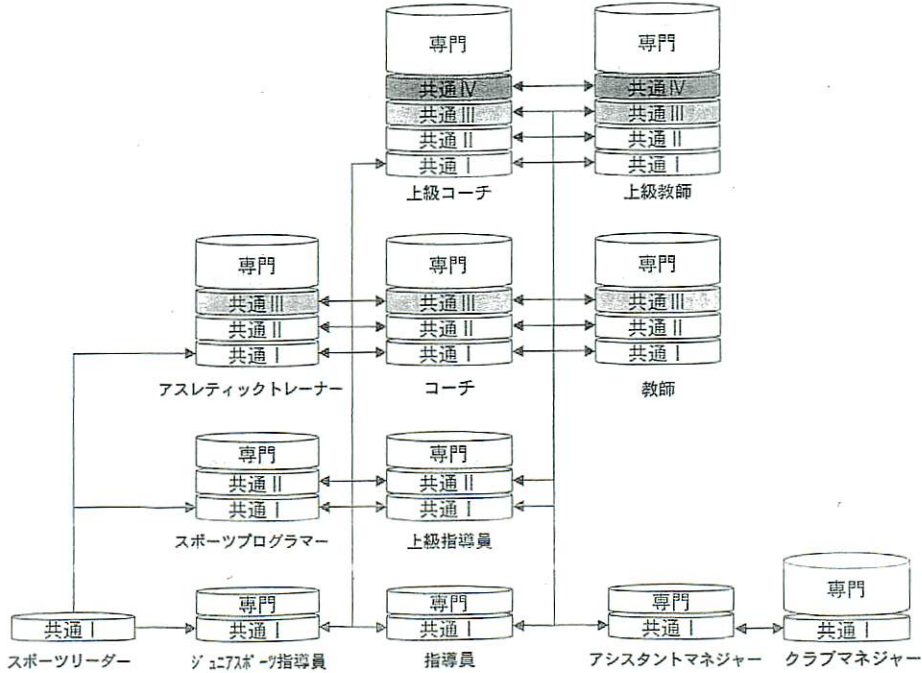 専門
専門
共通Ⅳ
共通Ⅳ
共通Ⅲ
共通Ⅲ
共通Ⅱ
共通Ⅱ
共通Ⅰ
共通Ⅰ
上級コーチ
上級教師
専門
専門
専門
共通Ⅲ
共通Ⅲ
共通Ⅲ
共通Ⅱ
共通Ⅱ
共通Ⅱ
共通Ⅰ
共通Ⅰ
共通Ⅰ
アスレティックトレーナー
コーチ
教師
専門
専門
共通Ⅱ
共通Ⅱ
共通Ⅰ
共通Ⅰ
スポーツプログラマー
上級指導員
専門
専門
専門
専門
共通Ⅰ
共通Ⅰ
共通Ⅰ
共通Ⅰ
共通Ⅰ
スポーツリーダー
ジュニアスポーツ指導員
指導員
アシスタントマネジャー
クラブマネジャー